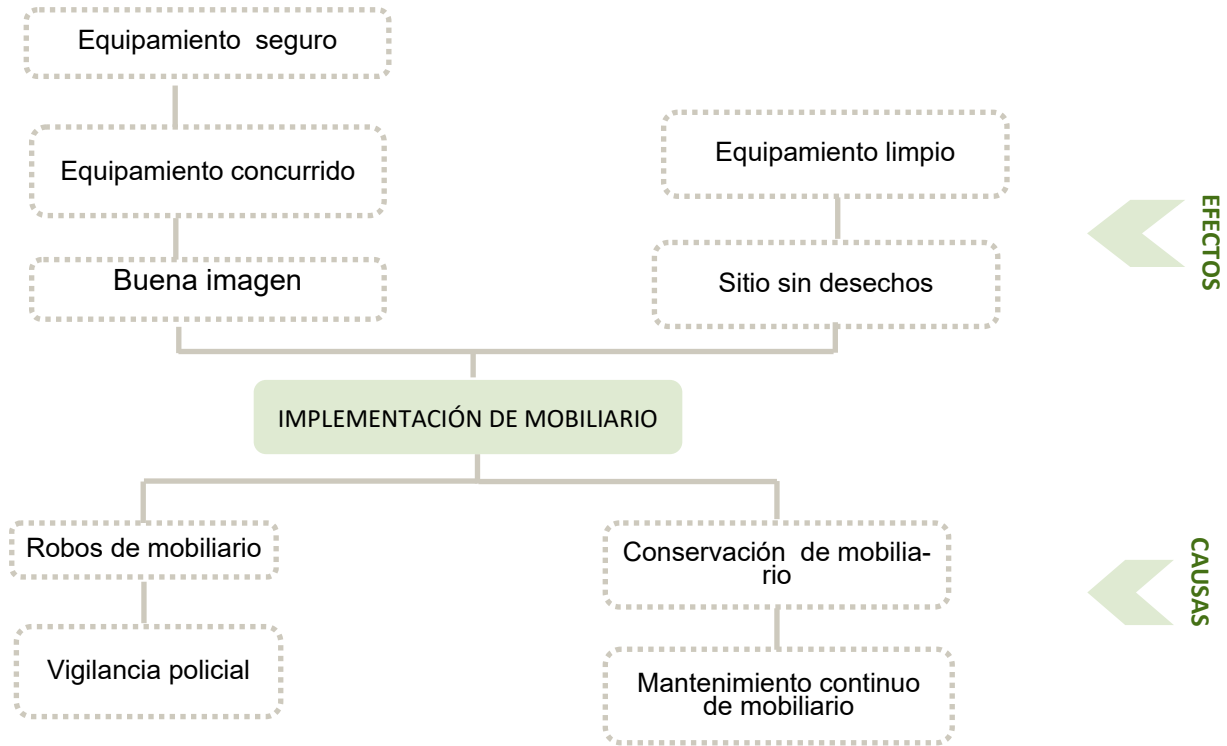 Equipamiento seguro
Equipamiento concurrido
Buena imagen
Equipamiento limpio
Sitio sin desechos
EFECTOS
IMPLEMENTACIÓN DE MOBILIARIO
Robos de mobiliario
Vigilancia policial
Conservación de mobilia-
rio
Mantenimiento continuo
de mobiliario
CAUSAS